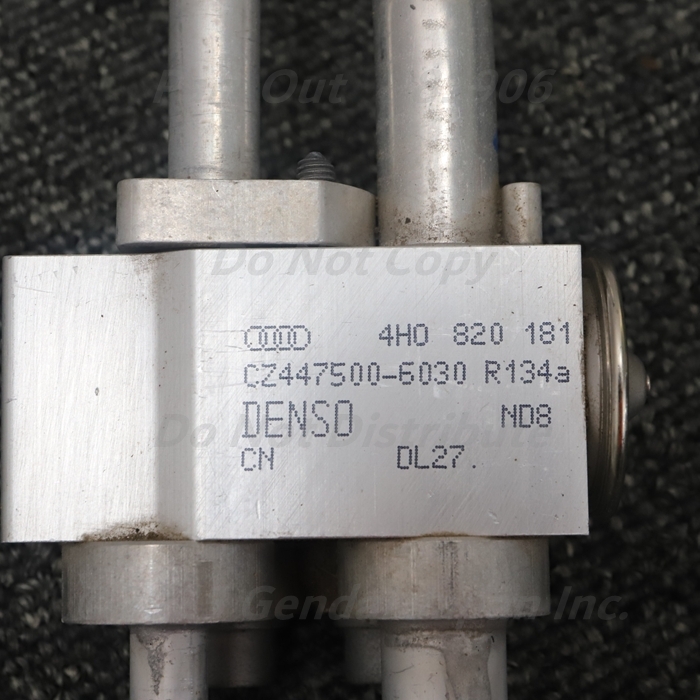 Do Not Copy
4H0 820 181
CZ447500-6030 R134a
DENSO ND8
CN DL27.